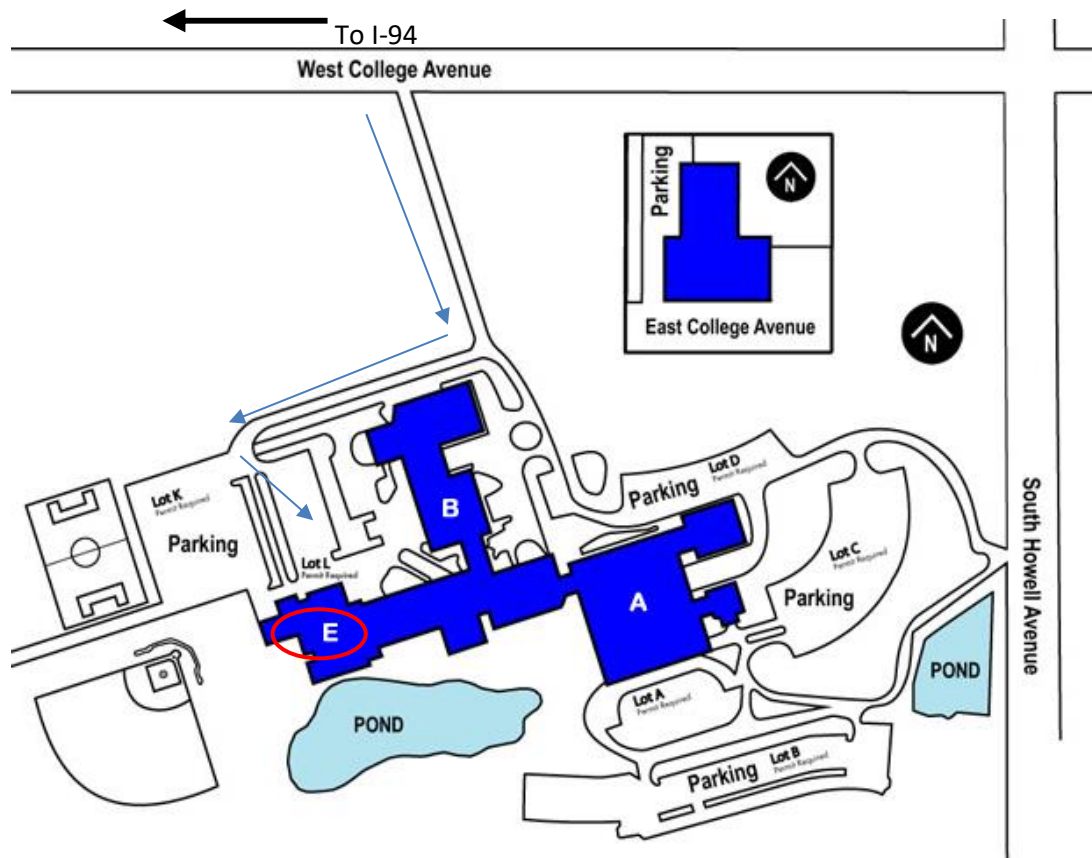 To I-94
West College Avenue
Parking
N
East College Avenue
N
Lot K
Permit Required
Parking
B
Lot D
Permit Required
Parking
South Howell Avenue
Lot L
Permit Required
Lot C
Permit Required
Parking
A
E
POND
POND
Lot A
Permit Required
Lot B
Permit Required
Parking